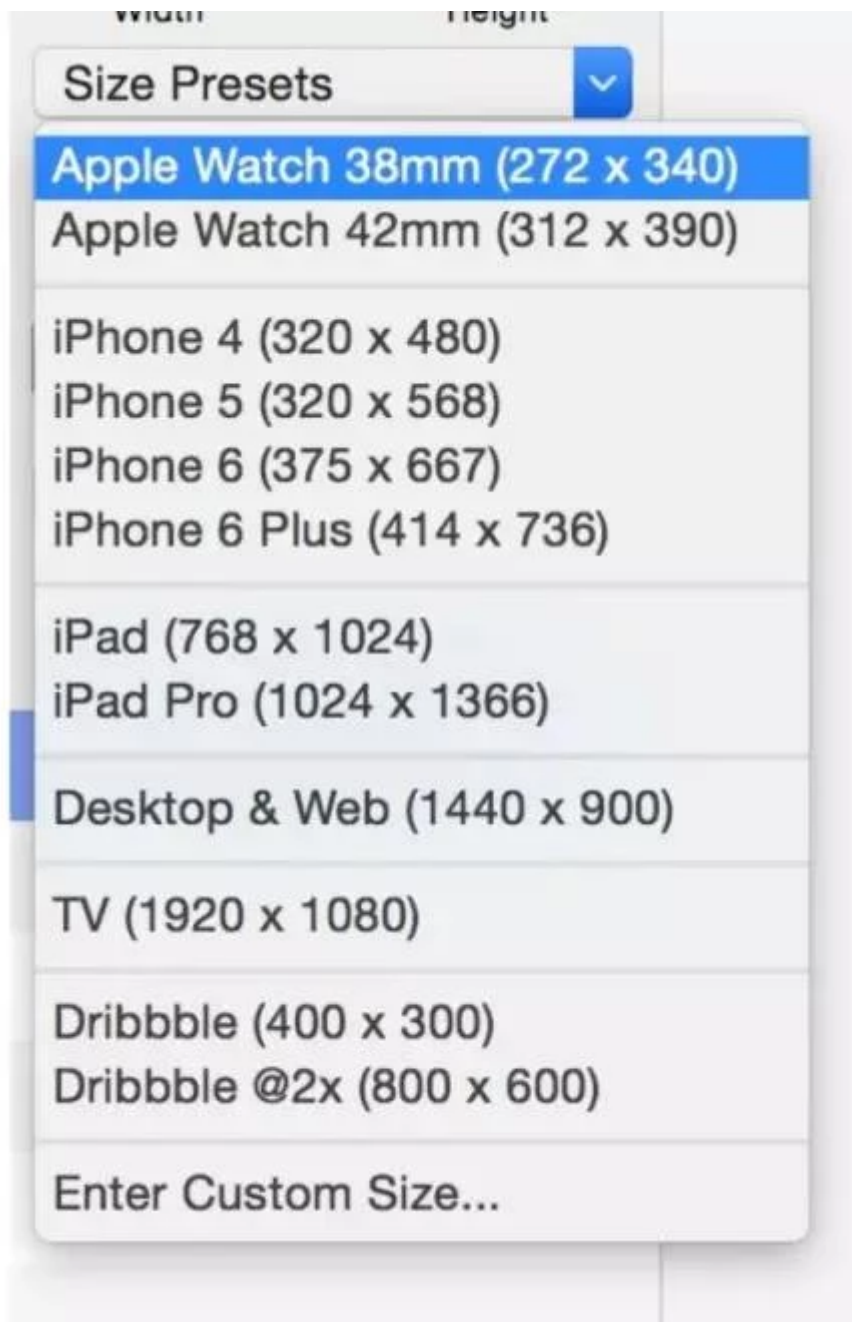 Width Height
Size Presets
Apple Watch 38mm (272 x 340)
Apple Watch 42mm (312 x 390)
iPhone 4 (320 x 480)
iPhone 5 (320 x 568)
iPhone 6 (375 x 667)
iPhone 6 Plus (414 x 736)
iPad (768 x 1024)
iPad Pro (1024 x 1366)
Desktop & Web (1440 x 900)
TV (1920 x 1080)
Dribbble (400 x 300)
Dribbble @2x (800 x 600)
Enter Custom Size...